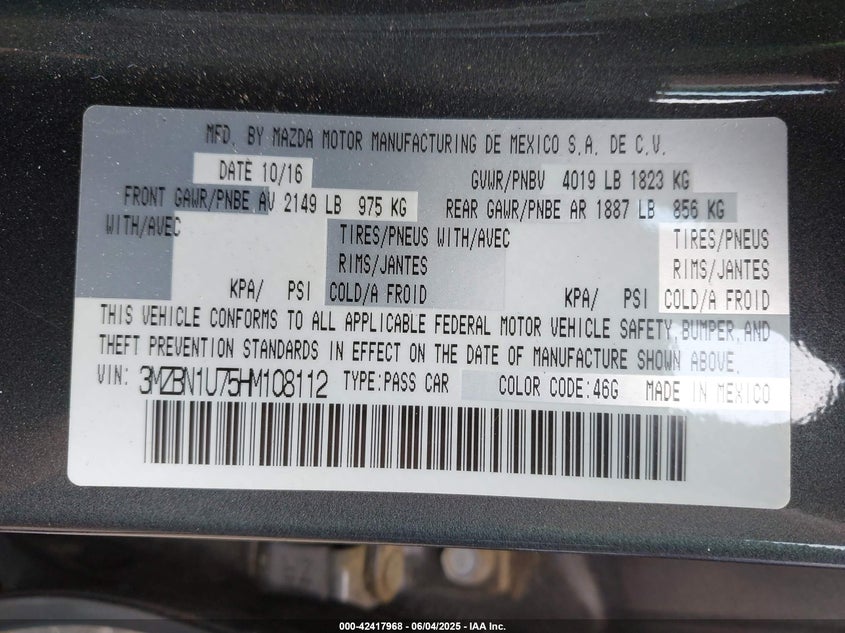 MFD. BY MAZDA MOTOR MANUFACTURING DE MEXICO S.A. DE C.V.
DATE 10/16 GVWR/PNBV 4019 LB 1823 KG
FRONT GAWR/PNBE AV 2149 LB 975 KG REAR GAWR/PNBE AR 1887 LB 856 KG
WITH/AVEC TIRES/PNEUS WITH/AVEC TIRES/PNEUS
RIMS/JANTES RIMS/JANTES
KPA/ PSI COLD/A FROID KPA/ PSI COLD/A FROID
THIS VEHICLE CONFORMS TO ALL APPLICABLE FEDERAL MOTOR VEHICLE SAFETY, BUMPER, AND
THEFT PREVENTION STANDARDS IN EFFECT ON THE DATE OF MANUFACTURE SHOWN ABOVE.
VIN: 3MZBN1U75HM108112 TYPE:PASS CAR COLOR CODE:46G MADE IN MEXICO
000-42417968 06/04/2025 - IAA Inc.